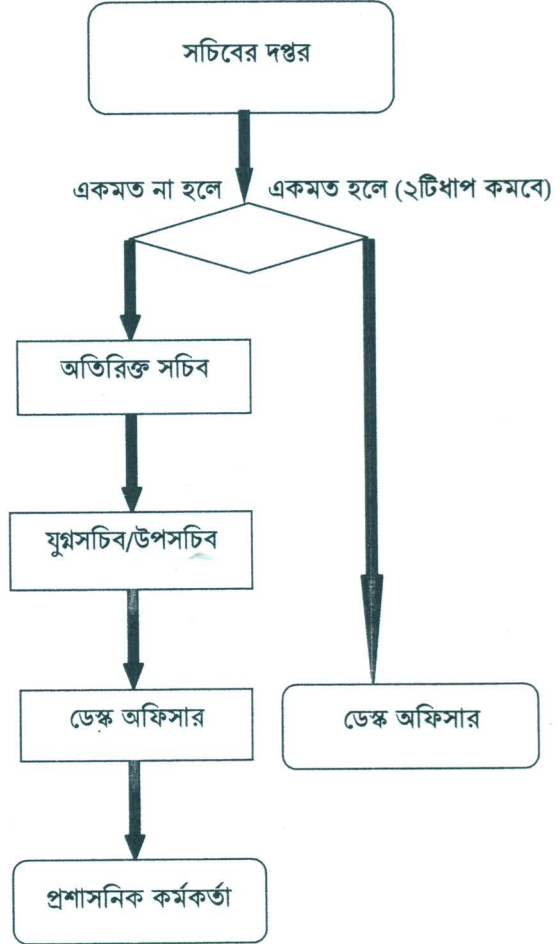 সচিবের দপ্তর
একমত না হলে
একমত হলে (২টিধাপ কমবে)
অতিরিক্ত সচিব
যুগ্মসচিব/উপসচিব
ডেস্ক অফিসার
ডেস্ক অফিসার
প্রশাসনিক কর্মকর্তা